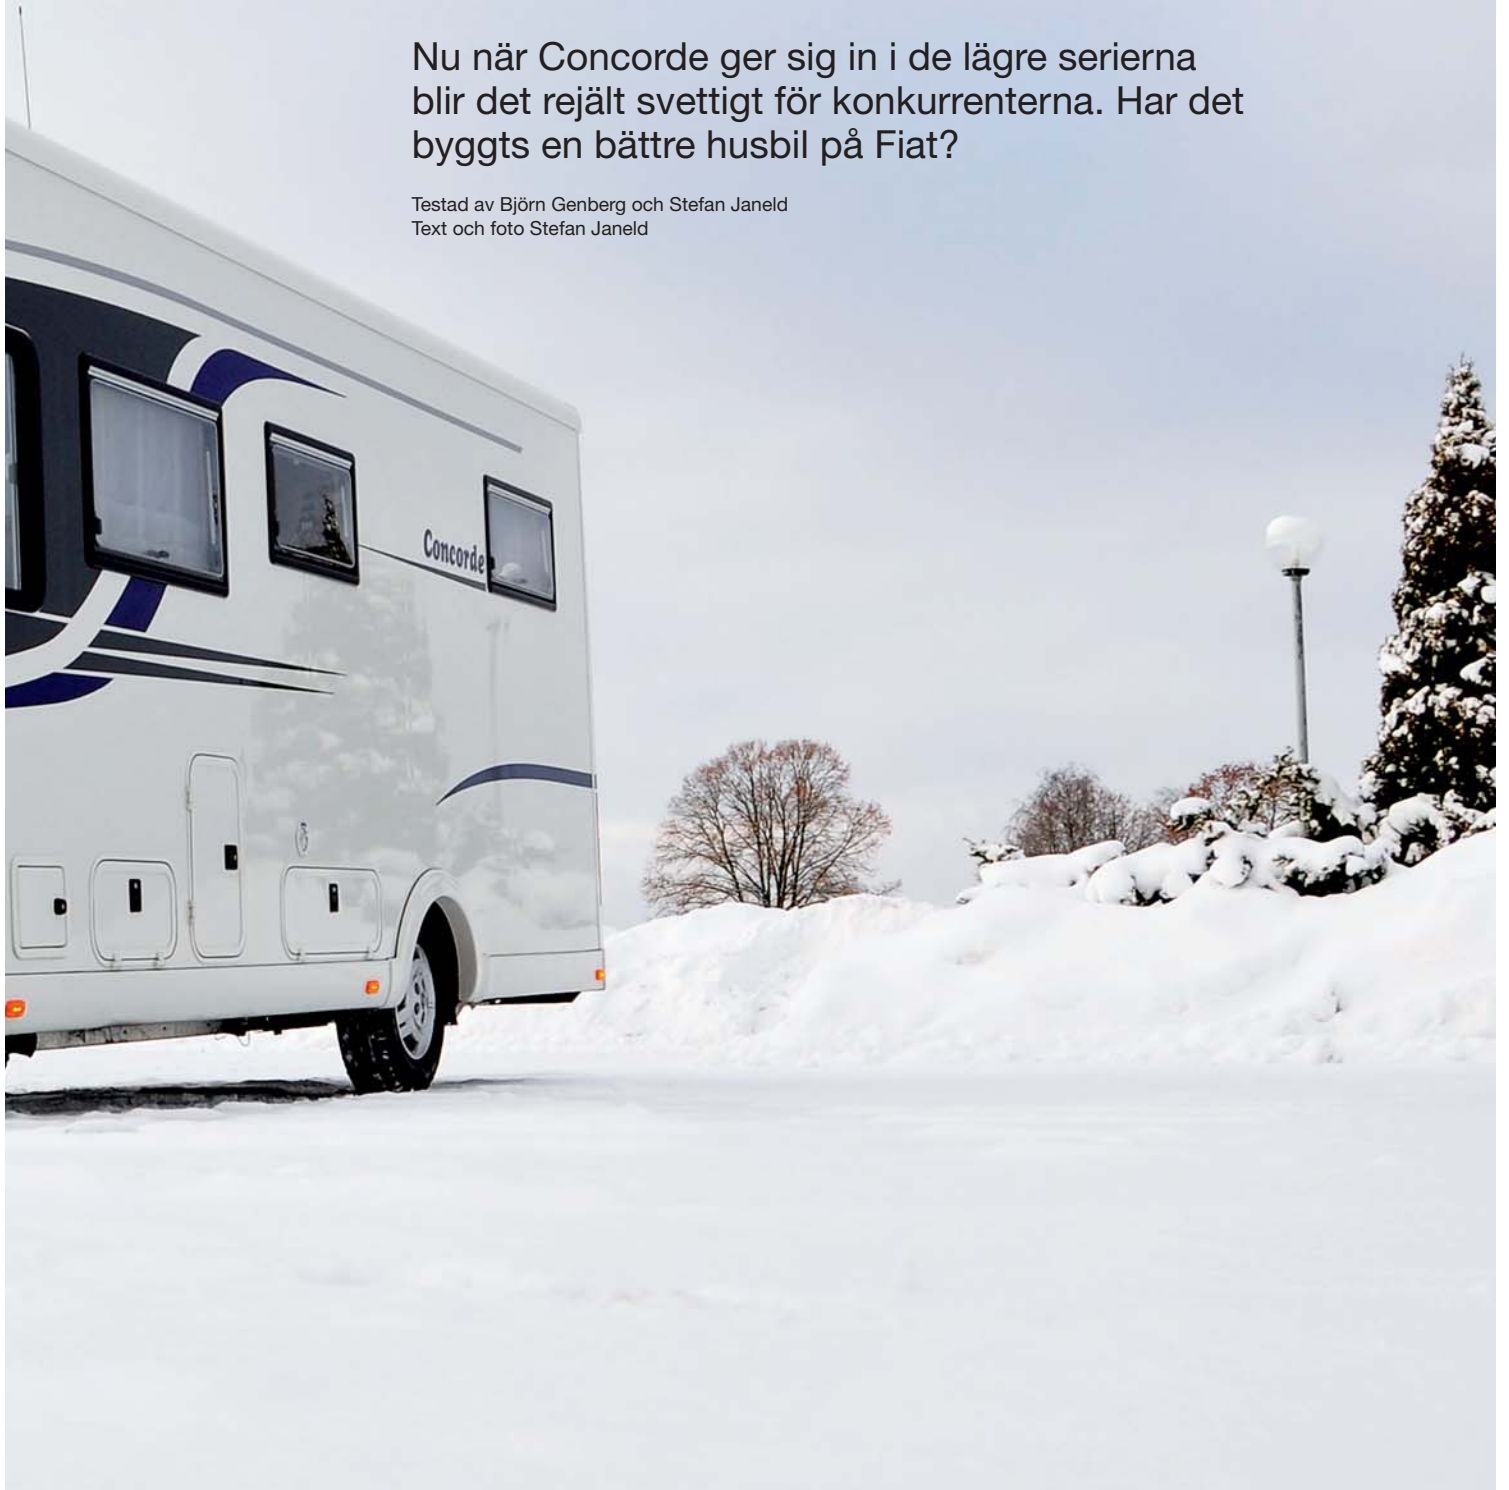 Nu när Concorde ger sig in i de lägre serierna
blir det rejält svettigt för konkurrenterna. Har det
byggts en bättre husbil på Fiat?
Testad av Björn Genberg och Stefan Janeld
Text och foto Stefan Janeld
Concorde